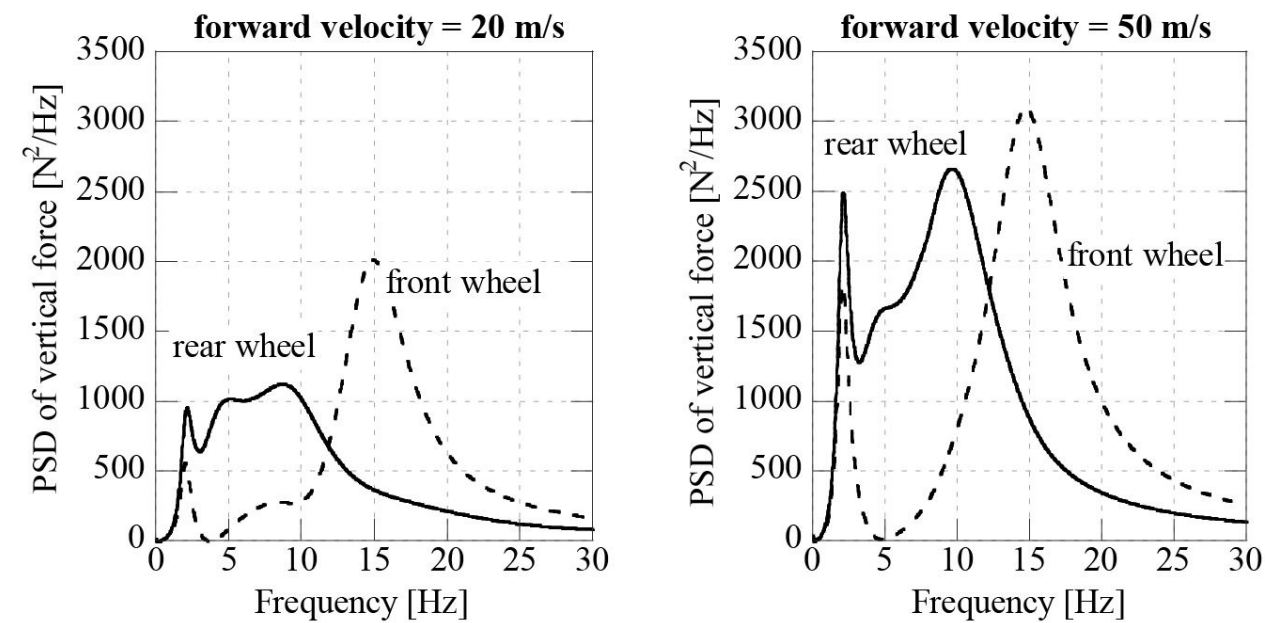 forward velocity = 20 m/s
PSD of vertical force [N²/Hz]
3500
3000
2500
2000
1500
1000
500
0
front wheel
rear wheel
0 5 10 15 20 25 30
Frequency [Hz]
forward velocity = 50 m/s
PSD of vertical force [N²/Hz]
3500
3000
2500
2000
1500
1000
500
0
rear wheel
front wheel
0 5 10 15 20 25 30
Frequency [Hz]